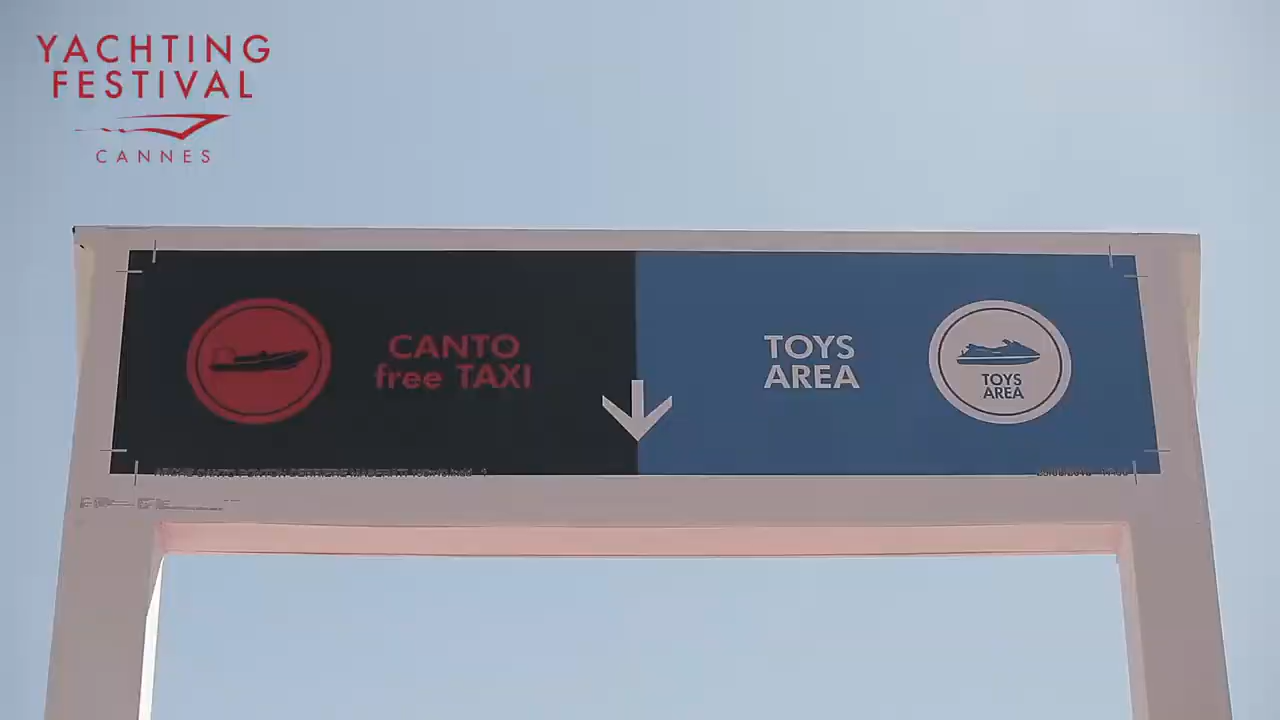 YACHTING
FESTIVAL
CANNES
CANTO
free TAXI
TOYS
AREA
TOYS
AREA